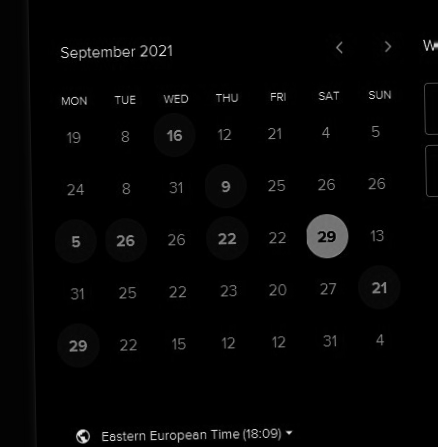 September 2021 < > W
MON TUE WED THU FRI SAT SUN
19 8 16 12 21 4 5
24 8 31 9 25 26 26
5 26 26 22 22 29 13
31 25 22 23 20 27 21
29 22 15 12 12 31 4
Eastern European Time (18:09)